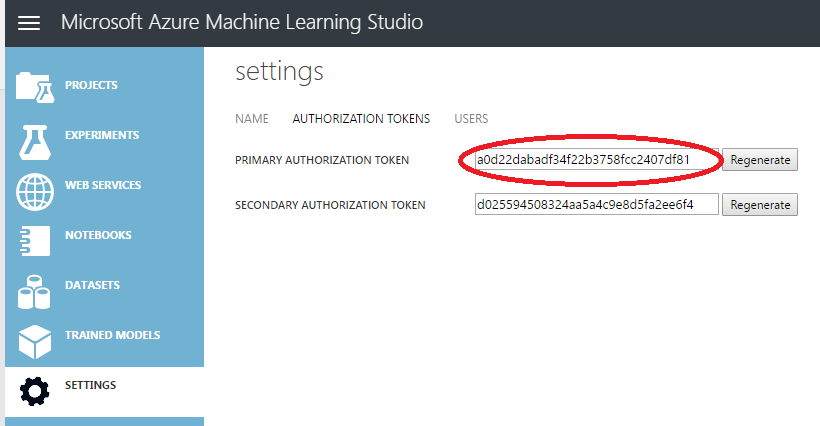 Microsoft Azure Machine Learning Studio
settings
PROJECTS
EXPERIMENTS
WEB SERVICES
NOTEBOOKS
DATASETS
TRAINED MODELS
SETTINGS
NAME AUTHORIZATION TOKENS USERS
PRIMARY AUTHORIZATION TOKEN a0d22dabadf34f22b3758fcc2407df81 Regenerate
SECONDARY AUTHORIZATION TOKEN d025594508324aa5a4c9e8d5fa2ee6f4 Regenerate